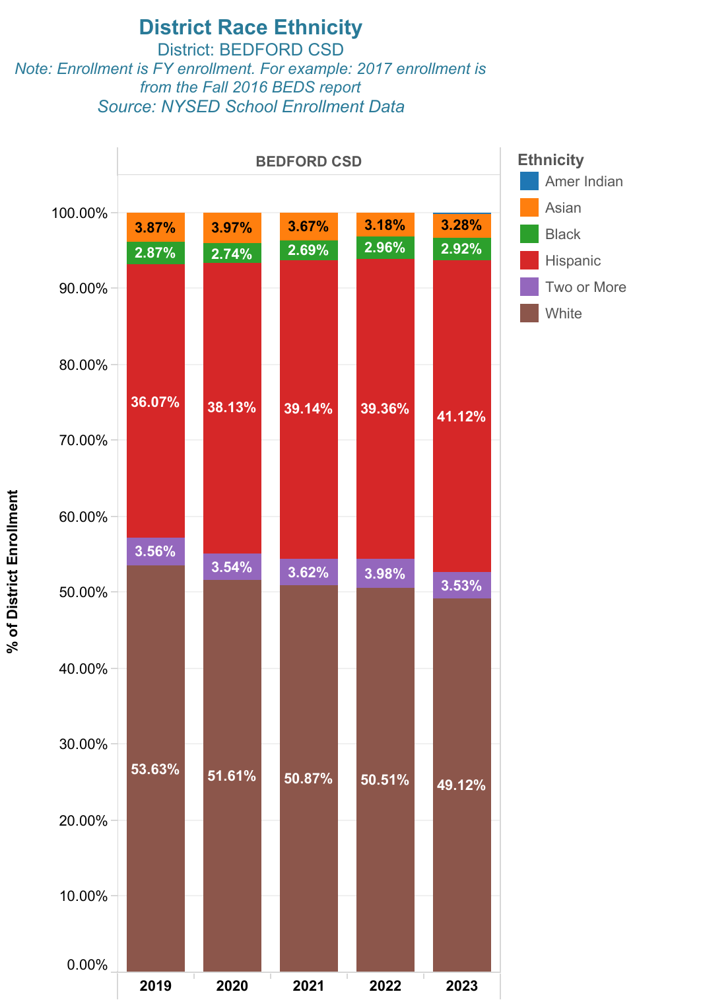 District Race Ethnicity
District: BEDFORD CSD
Note: Enrollment is FY enrollment. For example: 2017 enrollment is
from the Fall 2016 BEDS report
Source: NYSED School Enrollment Data
BEDFORD CSD
Ethnicity
Amer Indian
Asian
Black
Hispanic
Two or More
White
% of District Enrollment
100.00%
90.00%
80.00%
70.00%
60.00%
50.00%
40.00%
30.00%
20.00%
10.00%
0.00%
3.87% 3.97% 3.67% 3.18% 3.28%
2.87% 2.74% 2.69% 2.96% 2.92%
36.07% 38.13% 39.14% 39.36% 41.12%
3.56% 3.54% 3.62% 3.98% 3.53%
53.63% 51.61% 50.87% 50.51% 49.12%
2019 2020 2021 2022 2023